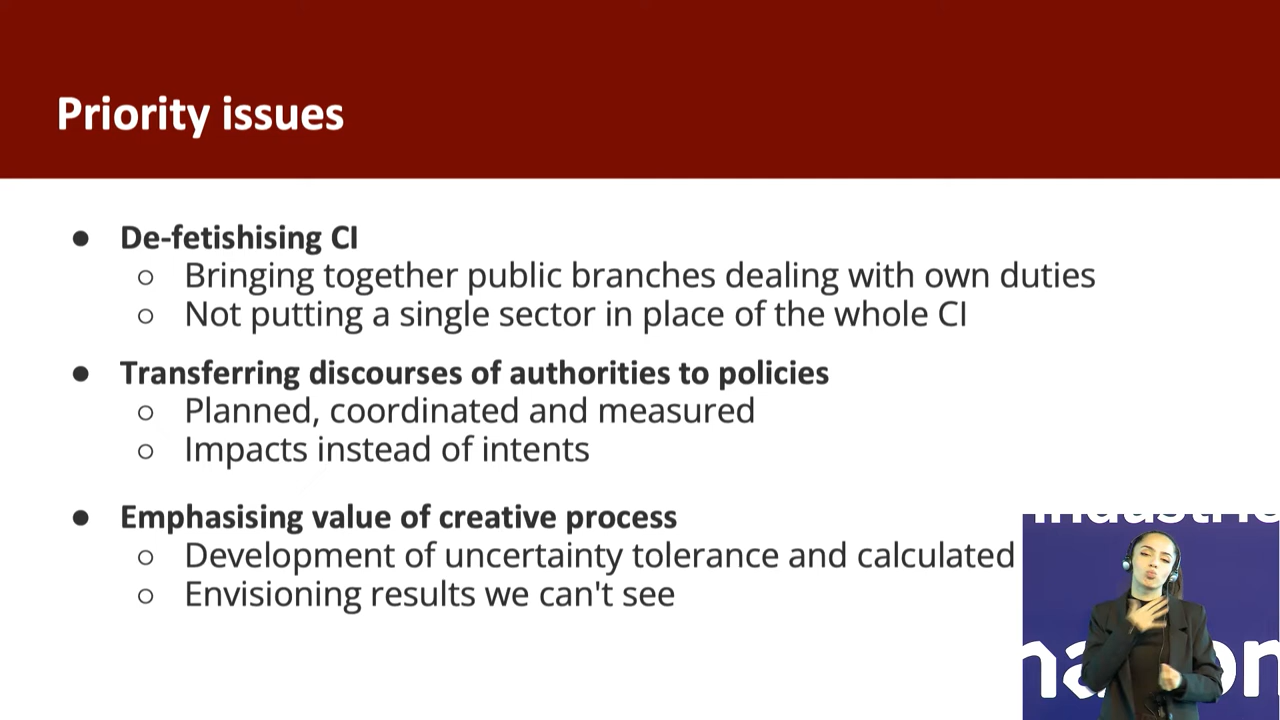 Priority issues
● De-fetishising CI
○ Bringing together public branches dealing with own duties
○ Not putting a single sector in place of the whole CI
● Transferring discourses of authorities to policies
○ Planned, coordinated and measured
○ Impacts instead of intents
● Emphasising value of creative process
○ Development of uncertainty tolerance and calculated
○ Envisioning results we can't see